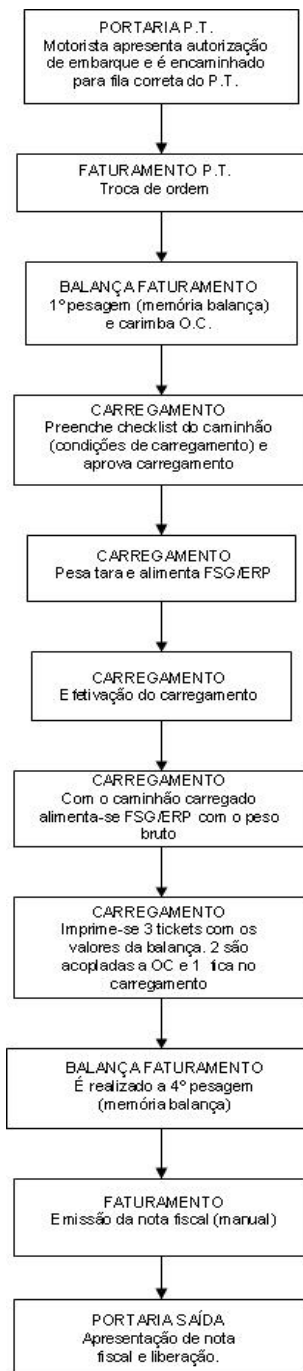 PORTARIA P.T.
Motorista apresenta autorização
de embarque e é encaminhado
para fila correta do P.T.
FATURAMENTO P.T.
Troca de ordem
BALANÇA FATURAMENTO
1º pesagem (memória balança)
e carimba O.C.
CARREGAMENTO
Preenche checklist do caminhão
(condições de carregamento) e
aprova carregamento
CARREGAMENTO
Pesa tara e alimenta FSG/ERP
CARREGAMENTO
Efetivação do carregamento
CARREGAMENTO
Com o caminhão carregado
alimenta-se FSG/ERP com o peso
bruto
CARREGAMENTO
Imprime-se 3 tickets com os
valores da balança. 2 são
acopladas a OC e 1 fica no
carregamento
BALANÇA FATURAMENTO
É realizado a 4º pesagem
(memória balança)
FATURAMENTO
Emissão da nota fiscal (manual)
PORTARIA SAÍDA
Apresentação de nota
fiscal e liberação.